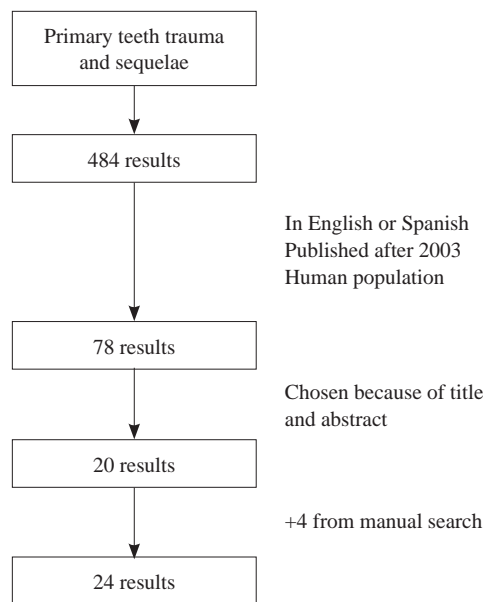 Primary teeth trauma
and sequelae
484 results
In English or Spanish
Published after 2003
Human population
78 results
Chosen because of title
and abstract
20 results
+4 from manual search
24 results